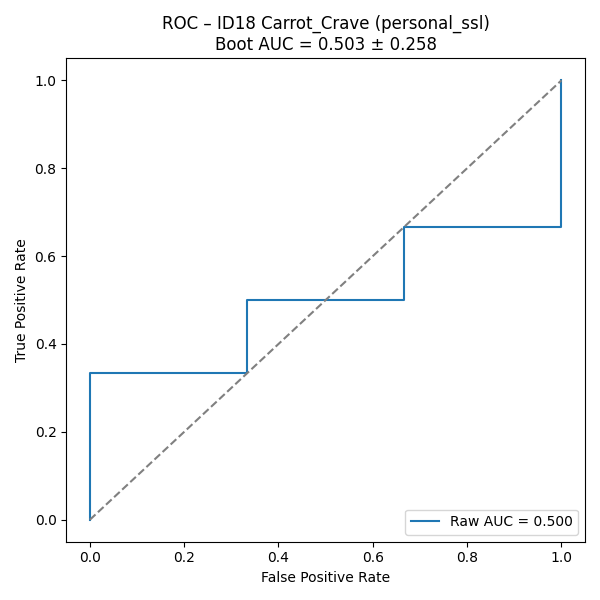 ROC – ID18 Carrot_Crave (personal_ssl)
Boot AUC = 0.503 ± 0.258
True Positive Rate
1.0
0.8
0.6
0.4
0.2
0.0
Raw AUC = 0.500
0.0 0.2 0.4 0.6 0.8 1.0
False Positive Rate